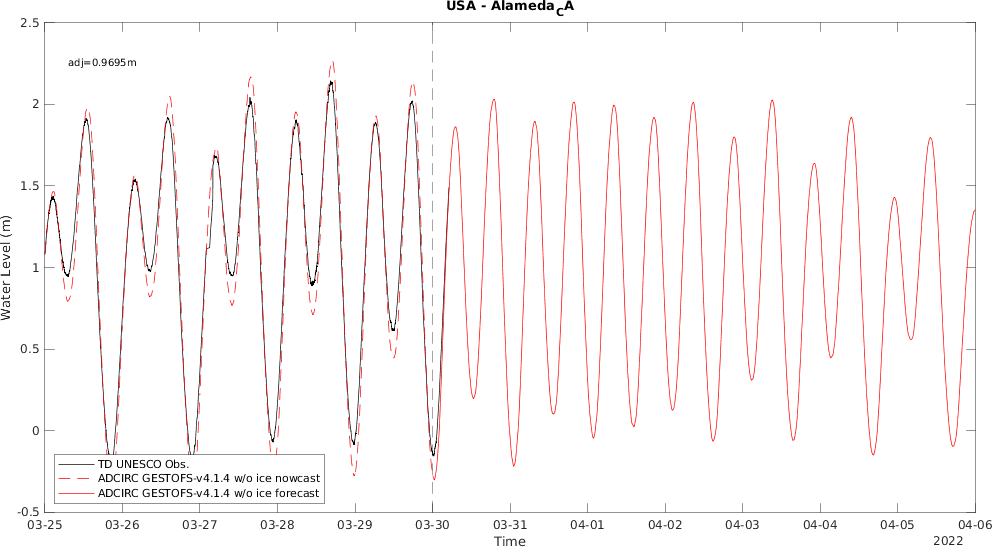 USA - Alameda_CA
adj=0.9695m
2.5
2
1.5
1
0.5
0
-0.5
Water Level (m)
TD UNESCO Obs.
ADCIRC GESTOFS-v4.1.4 w/o ice nowcast
ADCIRC GESTOFS-v4.1.4 w/o ice forecast
03-25 03-26 03-27 03-28 03-29 03-30 03-31 04-01 04-02 04-03 04-04 04-05 04-06
Time
2022